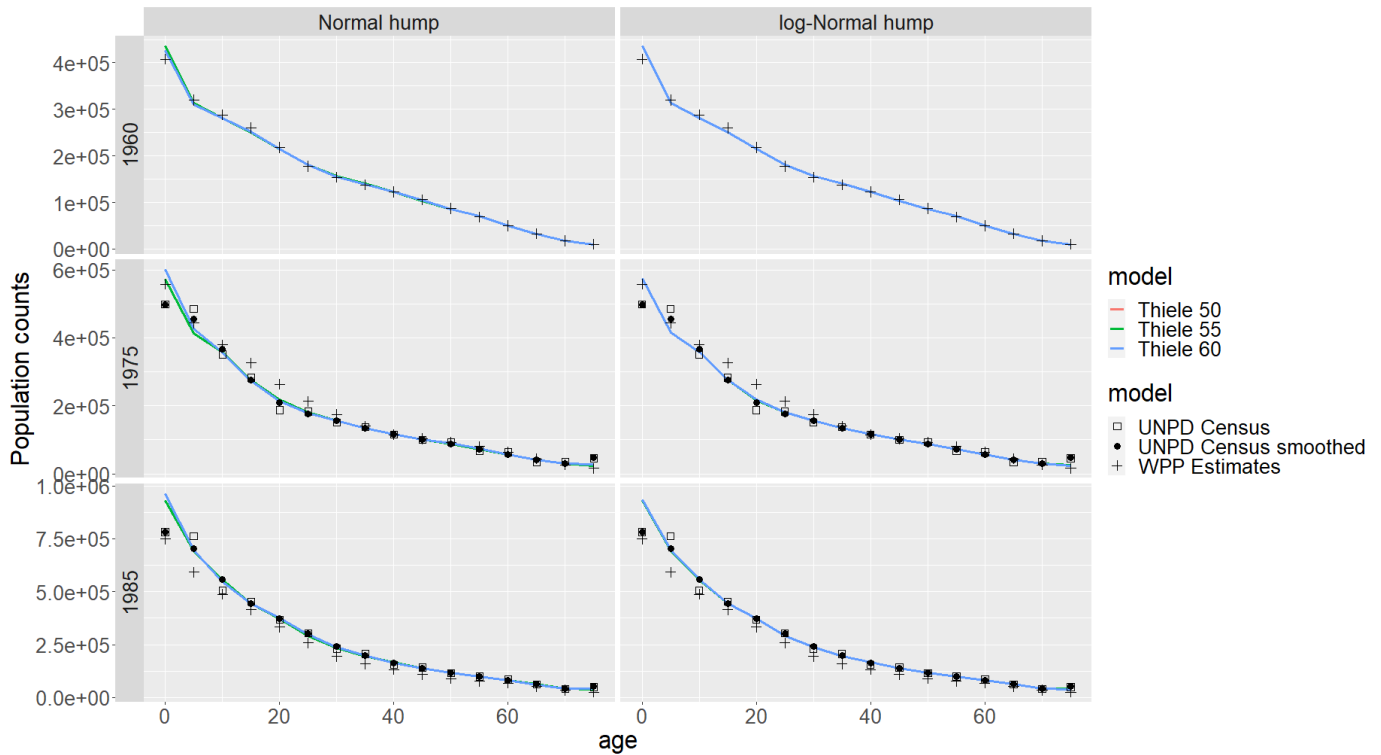 Normal hump
log-Normal hump
4e+05
3e+05
2e+05
1e+05
0e+00
1960
6e+05
4e+05
2e+05
0e+00
1975
1.0e+06
7.5e+05
5.0e+05
2.5e+05
0.0e+00
1985
Population counts
0
20
40
60
0
20
40
60
age
model
Thiele 50
Thiele 55
Thiele 60
model
UNPD Census
UNPD Census smoothed
WPP Estimates